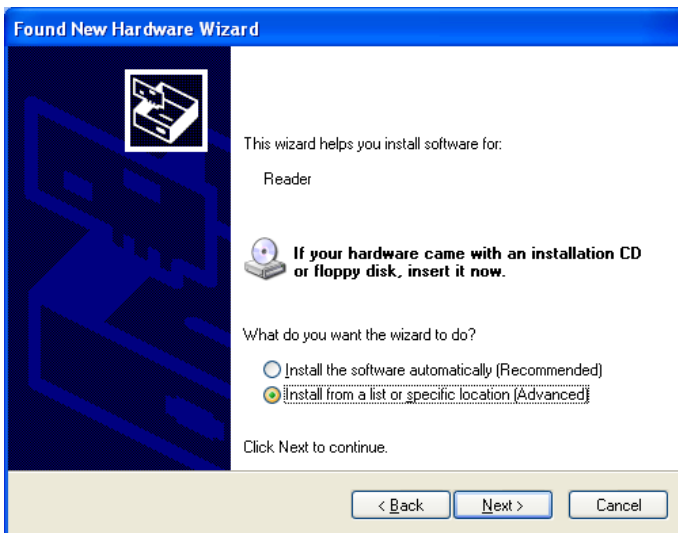 Found New Hardware Wizard
This wizard helps you install software for:
Reader
If your hardware came with an installation CD
or floppy disk, insert it now.
What do you want the wizard to do?
Install the software automatically (Recommended)
Install from a list or specific location (Advanced)
Click Next to continue.
< Back
Next >
Cancel